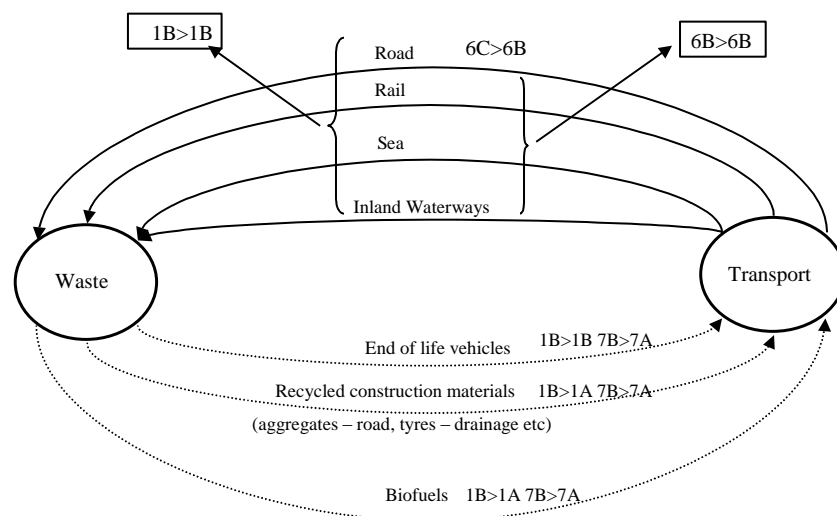 1B>1B
Road 6C>6B
6B>6B
Rail
Sea
Inland Waterways
Waste
Transport
End of life vehicles 1B>1B 7B>7A
Recycled construction materials 1B>1A 7B>7A
(aggregates – road, tyres – drainage etc)
Biofuels 1B>1A 7B>7A